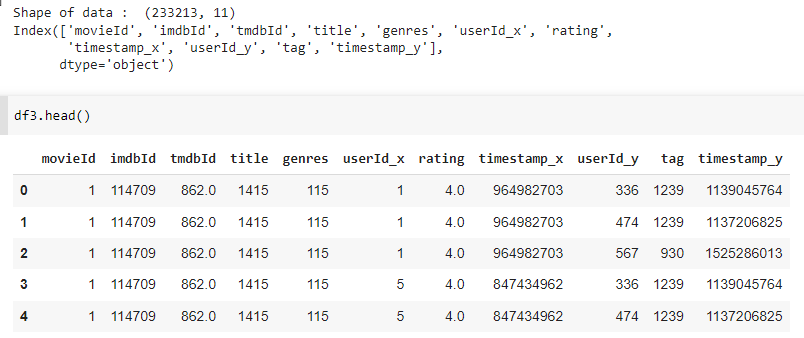 Shape of data :  (233213, 11)
Index(['movieId', 'imdbId', 'tmdbId', 'title', 'genres', 'userId_x', 'rating',
       'timestamp_x', 'userId_y', 'tag', 'timestamp_y'],
      dtype='object')
df3.head()
movieId imdbId tmdbId title genres userId_x rating timestamp_x userId_y tag timestamp_y
0 1 114709 862.0 1415 115 1 4.0 964982703 336 1239 1139045764
1 1 114709 862.0 1415 115 1 4.0 964982703 474 1239 1137206825
2 1 114709 862.0 1415 115 1 4.0 964982703 567 930 1525286013
3 1 114709 862.0 1415 115 5 4.0 847434962 336 1239 1139045764
4 1 114709 862.0 1415 115 5 4.0 847434962 474 1239 1137206825